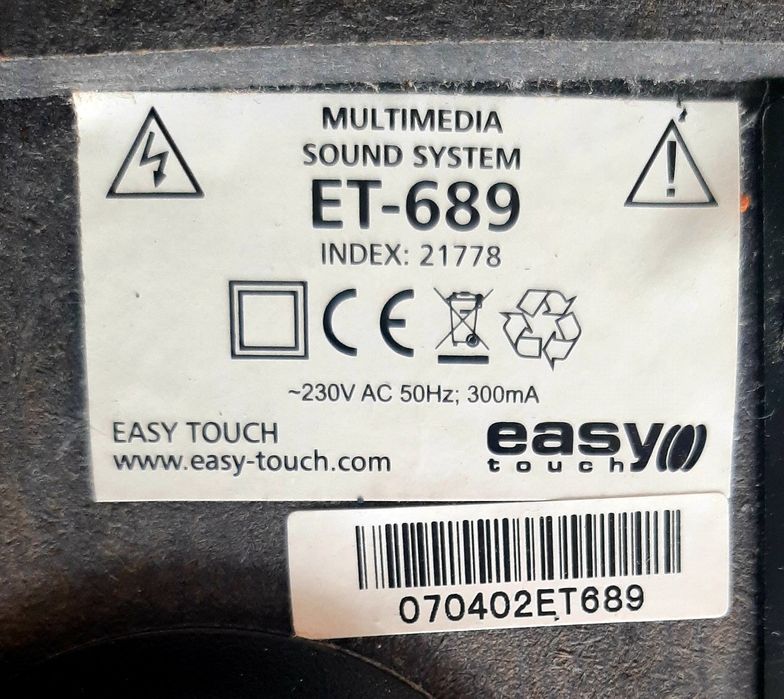 MULTIMEDIA
SOUND SYSTEM
ET-689
INDEX: 21778
CE
~230V AC 50Hz; 300mA
EASY TOUCH
www.easy-touch.com
easy
touch
070402ET689